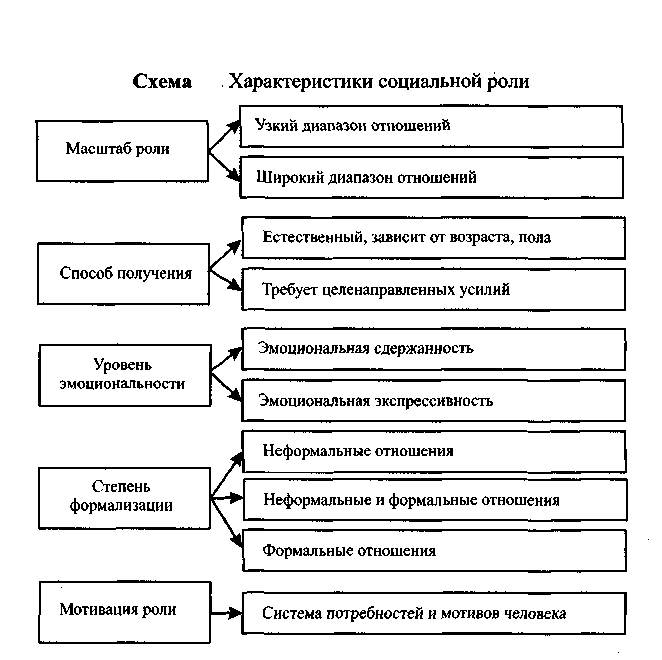 Схема Характеристики социальной роли
Масштаб роли
Узкий диапазон отношений
Широкий диапазон отношений
Способ получения
Естественный, зависит от возраста, пола
Требует целенаправленных усилий
Уровень
эмоциональности
Эмоциональная сдержанность
Эмоциональная экспрессивность
Степень
формализации
Неформальные отношения
Неформальные и формальные отношения
Формальные отношения
Мотивация роли
Система потребностей и мотивов человека